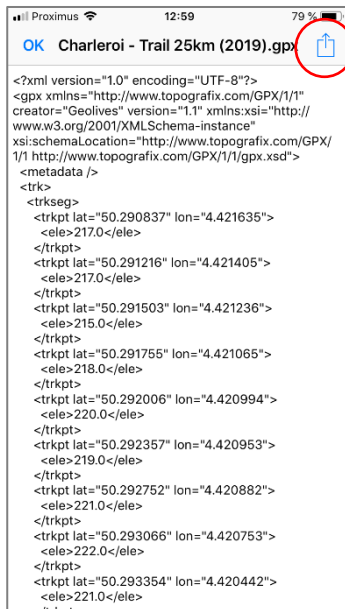 Proximus 12:59 79 %
OK Charleroi - Trail 25km (2019).gpx
<?xml version="1.0" encoding="UTF-8"?>
<gpx xmlns="http://www.topografix.com/GPX/1/1"
creator="Geolives" version="1.1" xmlns:xsi="http://
www.w3.org/2001/XMLSchema-instance"
xsi:schemaLocation="http://www.topografix.com/GPX/
1/1 http://www.topografix.com/GPX/1/1/gpx.xsd">
<metadata />
<trk>
<trkseg>
<trkpt lat="50.290837" lon="4.421635">
<ele>217.0</ele>
</trkpt>
<trkpt lat="50.291216" lon="4.421405">
<ele>217.0</ele>
</trkpt>
<trkpt lat="50.291503" lon="4.421236">
<ele>215.0</ele>
</trkpt>
<trkpt lat="50.291755" lon="4.421065">
<ele>218.0</ele>
</trkpt>
<trkpt lat="50.292006" lon="4.420994">
<ele>220.0</ele>
</trkpt>
<trkpt lat="50.292357" lon="4.420953">
<ele>219.0</ele>
</trkpt>
<trkpt lat="50.292752" lon="4.420882">
<ele>221.0</ele>
</trkpt>
<trkpt lat="50.293066" lon="4.420753">
<ele>222.0</ele>
</trkpt>
<trkpt lat="50.293354" lon="4.420442">
<ele>221.0</ele>